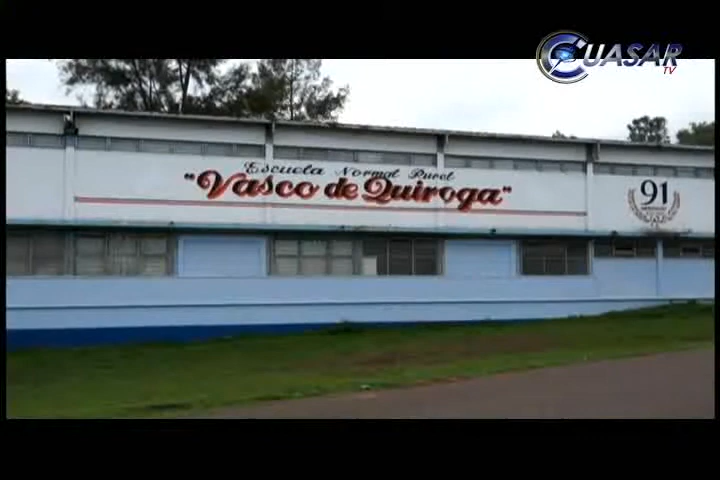 CUASAR
TV
Escuela Normal Rural
"Vasco de Quiroga"
91